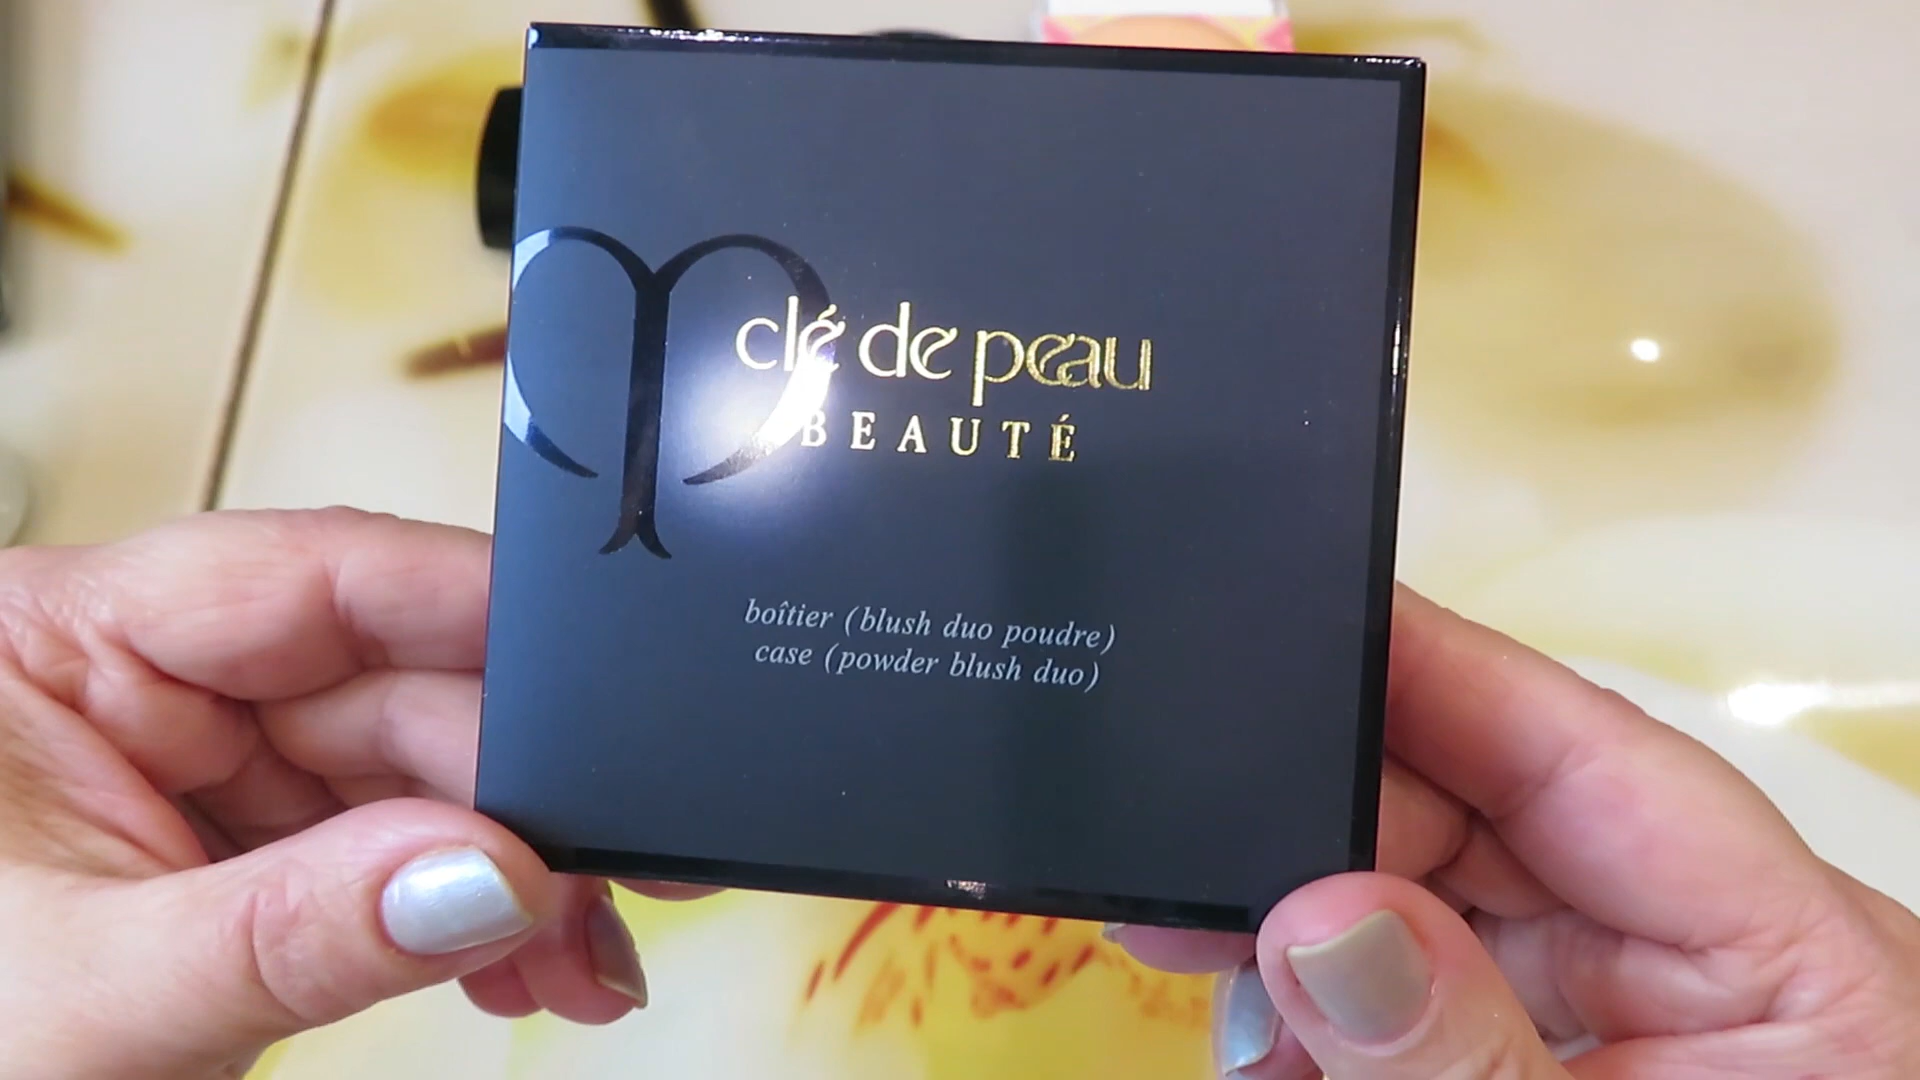 clé de peau
BEAUTÉ
boîtier (blush duo poudre)
case (powder blush duo)